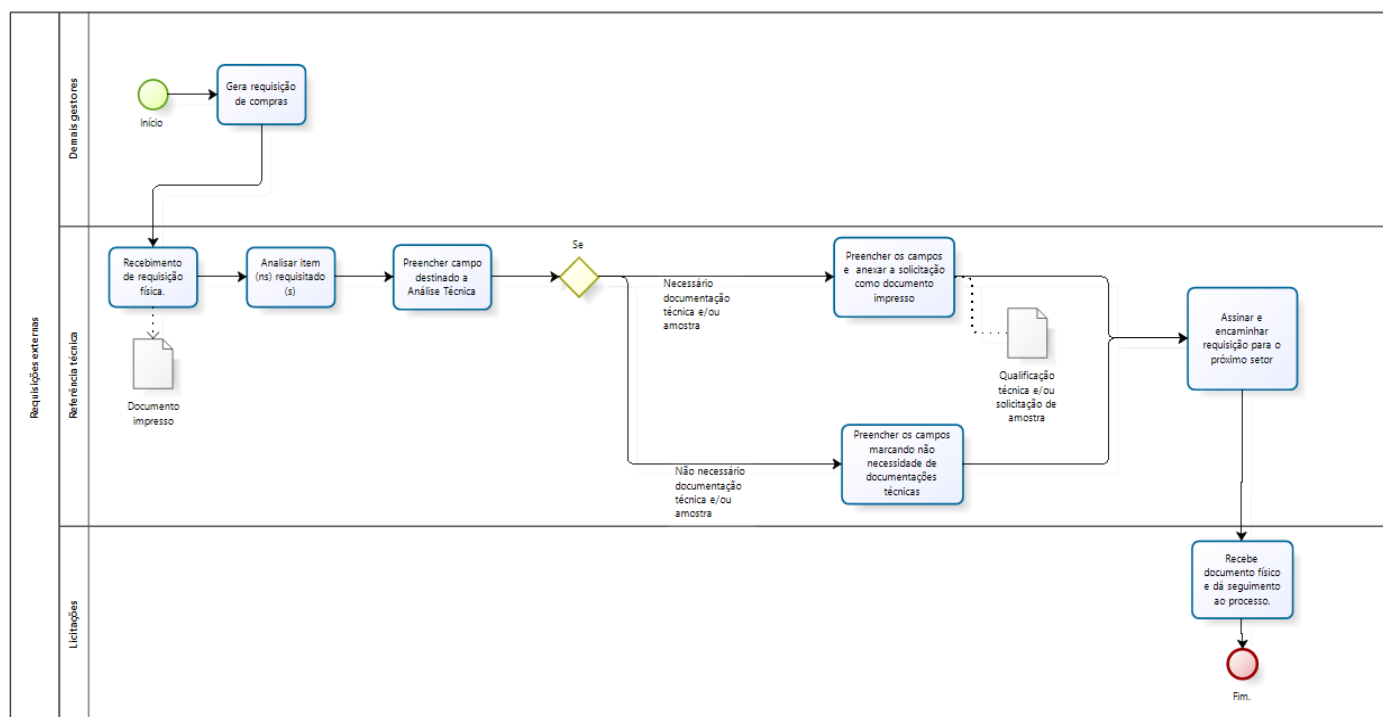 Requisições externas
Demais gestores
Início
Gera requisição
de compras
Referência técnica
Recebimento
de requisição
física.
Documento
impresso
Analisar item
(ns) requisitado
(s)
Preencher campo
destinado a
Análise Técnica
Se
Necessário
documentação
técnica e/ou
amostra
Preencher os campos
e anexar a solicitação
como documento
impresso
Qualificação
técnica e/ou
solicitação de
amostra
Não necessário
documentação
técnica e/ou
amostra
Preencher os campos
marcando não
necessidade de
documentações
técnicas
Assinar e
encaminhar
requisição para o
próximo setor
Licitações
Recebe
documento físico
e dá seguimento
ao processo.
Fim.